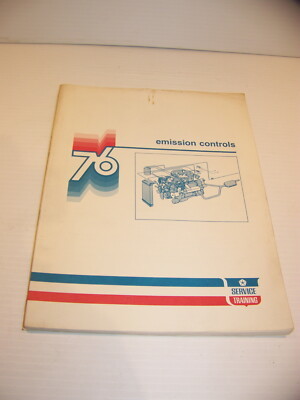 emission controls
76
SERVICE
TRAINING